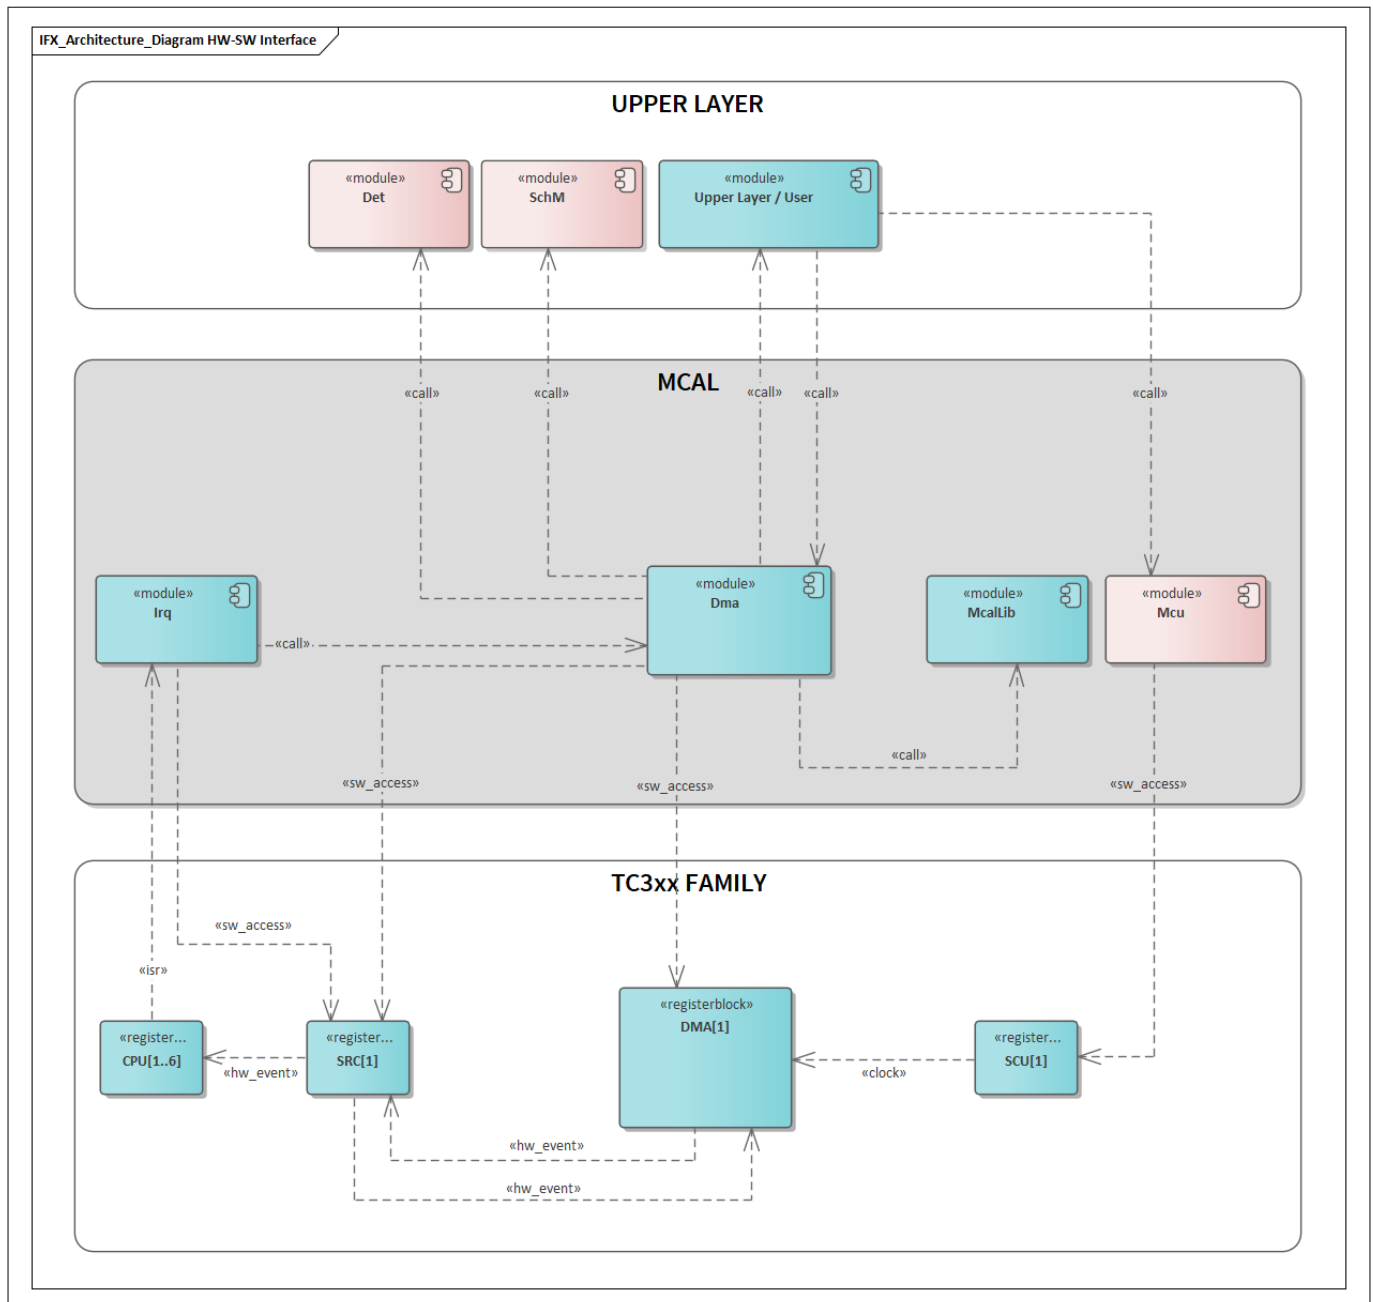 IFX_Architecture_Diagram HW-SW Interface
UPPER LAYER
«module»
Det
«module»
SchM
«module»
Upper Layer / User
MCAL
«call»
«call»
«call»
«call»
«call»
«module»
Irq
«call»
«module»
Dma
«module»
McalLib
«module»
Mcu
«call»
«sw_access»
«sw_access»
«sw_access»
TC3xx FAMILY
«sw_access»
«isr»
«register...
CPU[1..6]
«hw_event»
«register...
SRC[1]
«registerblock»
DMA[1]
«clock»
«register...
SCU[1]
«hw_event»
«hw_event»